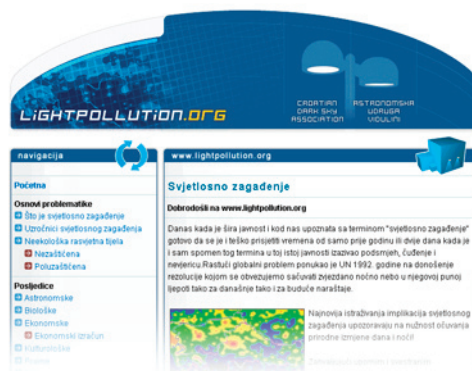 LiGHTPOLLUTiON.ORG
CROATIAN
DARK SKY
ASSOCIATION
ASTRONOMSKA
UDRUGA
VIDULINI
navigacija
Početna
Osnovi problematike
Što je svjetlosno zagađenje
Uzročnici svjetlosnog zagađenja
Neekološka rasvjetna tijela
Nezaštićena
Poluzaštićena
Posljedice
Astronomske
Biološke
Ekonomske
Ekonomski izračun
Kulturološke
www.lightpollution.org
Svjetlosno zagađenje
Dobrodošli na www.lightpollution.org
Danas kada je šira javnost i kod nas upoznata sa terminom "svjetlosno zagađenje"
gotovo da se je i teško prisjetiti vremena od samo prije godinu ili dvije dana kada je
i sam spomen tog termina u toj istoj javnosti izazivao podsmjeh, čuđenje i
nevjericu.Rastući globalni problem ponukao je UN 1992. godine na donošenje
rezolucije kojom se obvezujemo sačuvati zvjezdano nočno nebo u njegovoj punoj
ljepoti tako za današnje tako i za buduće naraštaje.
Najnovija istraživanja implikacija svjetlosnog
zagađenja upozoravaju na nužnost očuvanja
prirodne izmjene dana i noći!